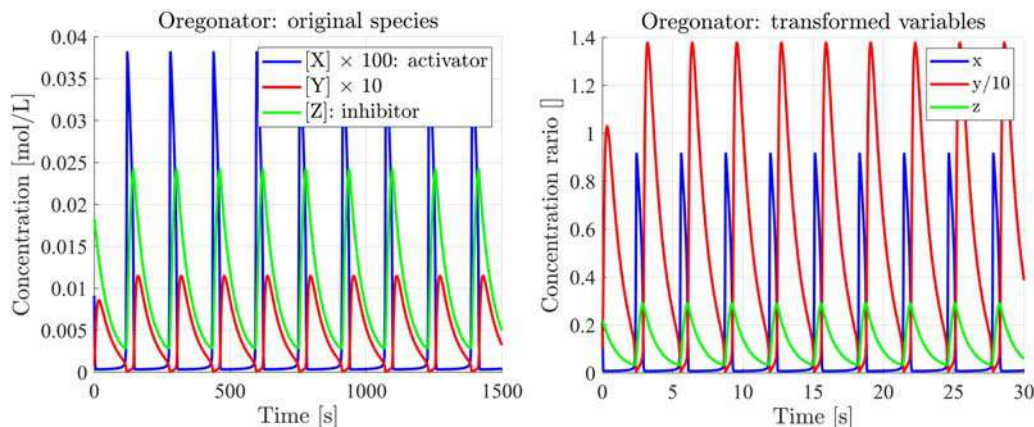 Oregonator: original species
0.04
0.035
0.03
0.025
0.02
0.015
0.01
0.005
0
Concentration [mol/L]
[X] × 100: activator
[Y] × 10
[Z]: inhibitor
0 500 1000 1500
Time [s]
Oregonator: transformed variables
1.4
1.2
1
0.8
0.6
0.4
0.2
0
Concentration rario []
x
y/10
z
0 5 10 15 20 25 30
Time [s]